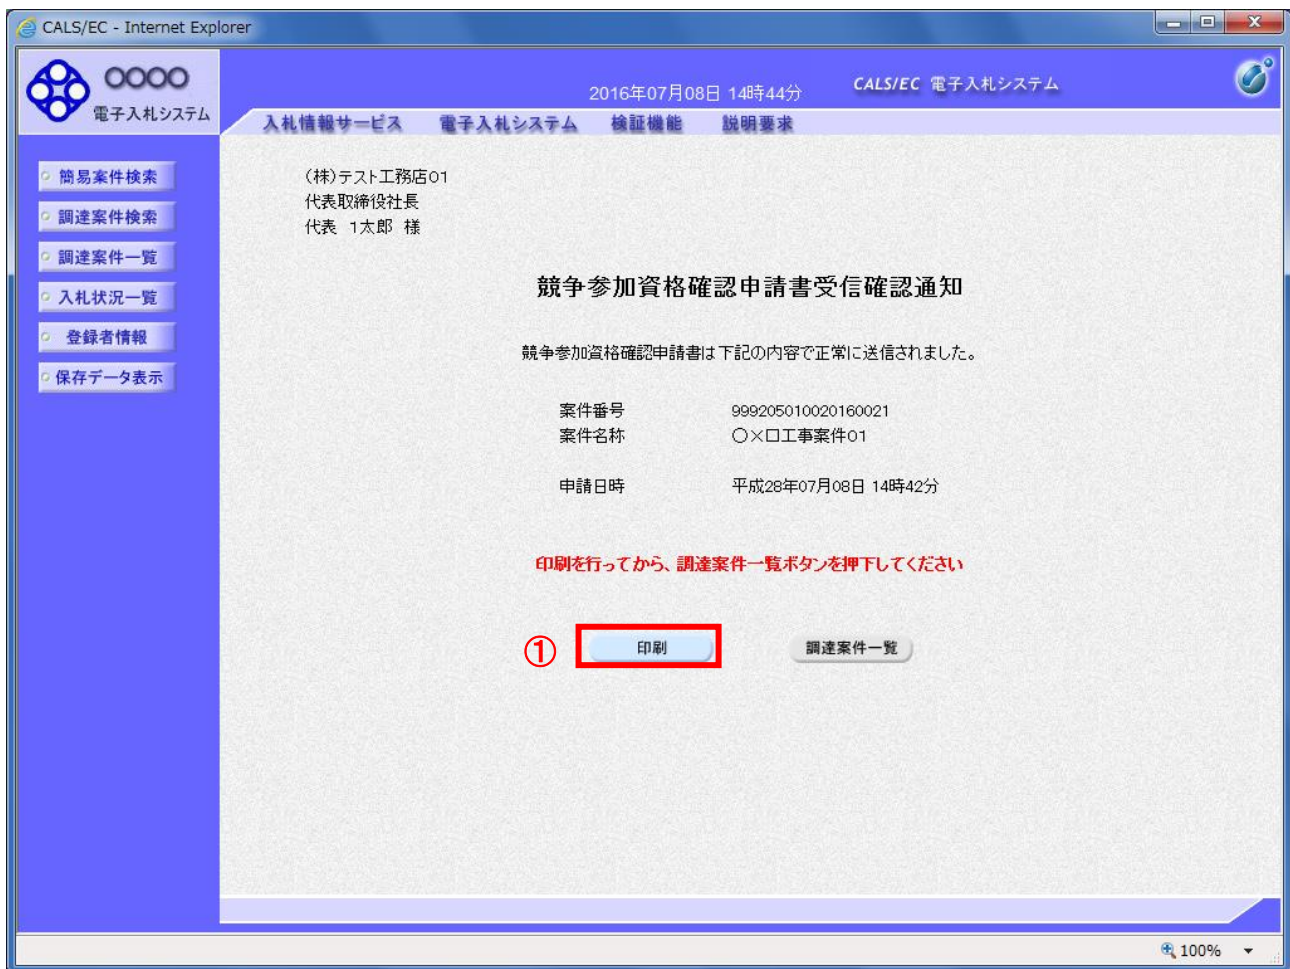 CALS/EC - Internet Explorer
○○○○
電子入札システム
2016年07月08日 14時44分
CALS/EC 電子入札システム
入札情報サービス 電子入札システム 検証機能 説明要求
簡易案件検索
調達案件検索
調達案件一覧
入札状況一覧
登録者情報
保存データ表示
(株)テスト工務店01
代表取締役社長
代表 1太郎 様
競争参加資格確認申請書受信確認通知
競争参加資格確認申請書は下記の内容で正常に送信されました。
案件番号 999205010020160021
案件名称 ○×口工事案件01
申請日時 平成28年07月08日 14時42分
印刷を行ってから、調達案件一覧ボタンを押下してください
① 印刷 調達案件一覧
100%